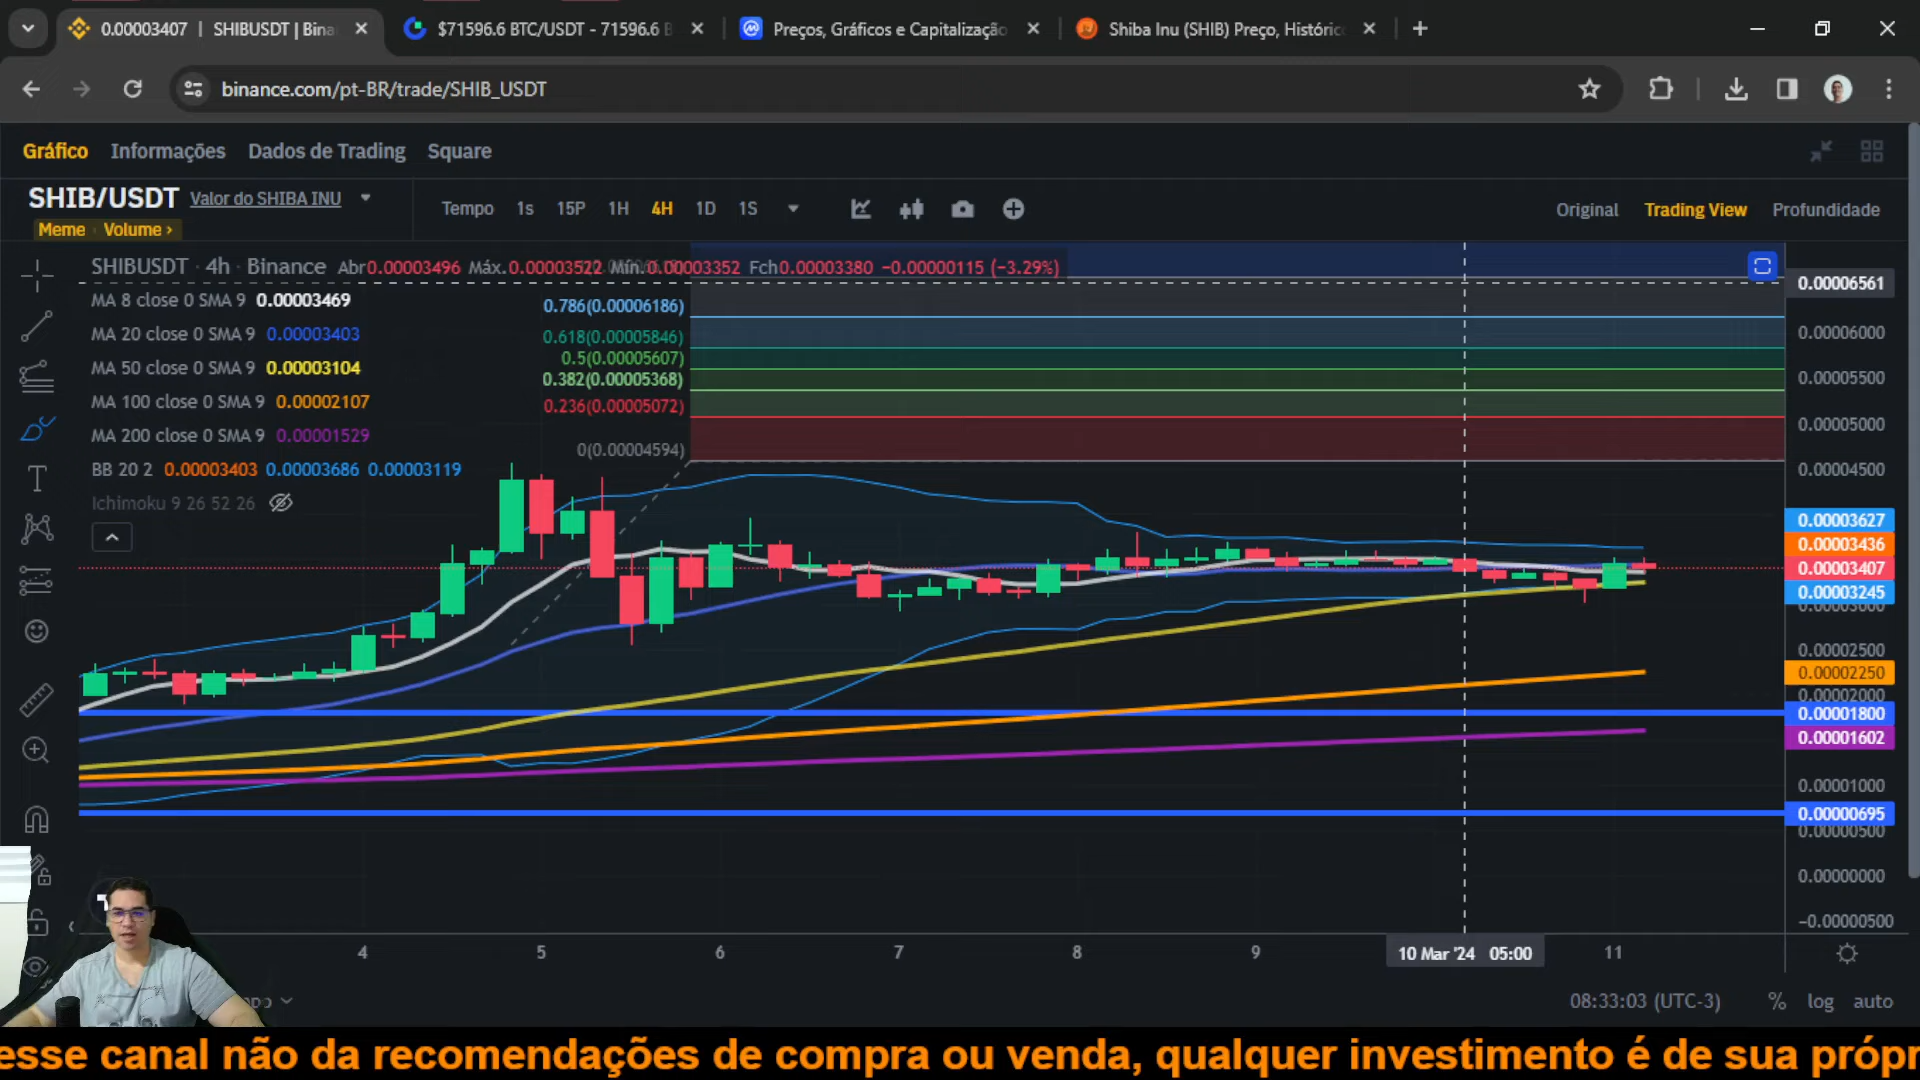 0.00003407 | SHIBUSDT | Bina
$71596.6 BTC/USDT - 71596.6 B
Preços, Gráficos e Capitalização
Shiba Inu (SHIB) Preço, Históric
binance.com/pt-BR/trade/SHIB_USDT
Gráfico Informações Dados de Trading Square
SHIB/USDT Valor do SHIBA INU
Meme · Volume ›
Tempo 1s 15P 1H 4H 1D 1S
Original Trading View Profundidade
SHIBUSDT · 4h · Binance Abr0.00003496 Máx.0.00003522 Mín.0.00003352 Fch0.00003380 −0.00000115 (−3.29%)
MA 8 close 0 SMA 9 0.00003469
MA 20 close 0 SMA 9 0.00003403
MA 50 close 0 SMA 9 0.00003104
MA 100 close 0 SMA 9 0.00002107
MA 200 close 0 SMA 9 0.00001529
BB 20 2 0.00003403 0.00003686 0.00003119
Ichimoku 9 26 52 26
0.786(0.00006186)
0.618(0.00005846)
0.5(0.00005607)
0.382(0.00005368)
0.236(0.00005072)
0(0.00004594)
0.00006561
0.00006000
0.00005500
0.00005000
0.00004500
0.00003627
0.00003436
0.00003407
0.00003245
0.00003000
0.00002500
0.00002250
0.00002000
0.00001800
0.00001602
0.00001000
0.00000695
0.00000500
0.00000000
−0.00000500
4 5 6 7 8 9 10 Mar '24 05:00 11
08:33:03 (UTC-3) % log auto
esse canal não da recomendações de compra ou venda, qualquer investimento é de sua própr